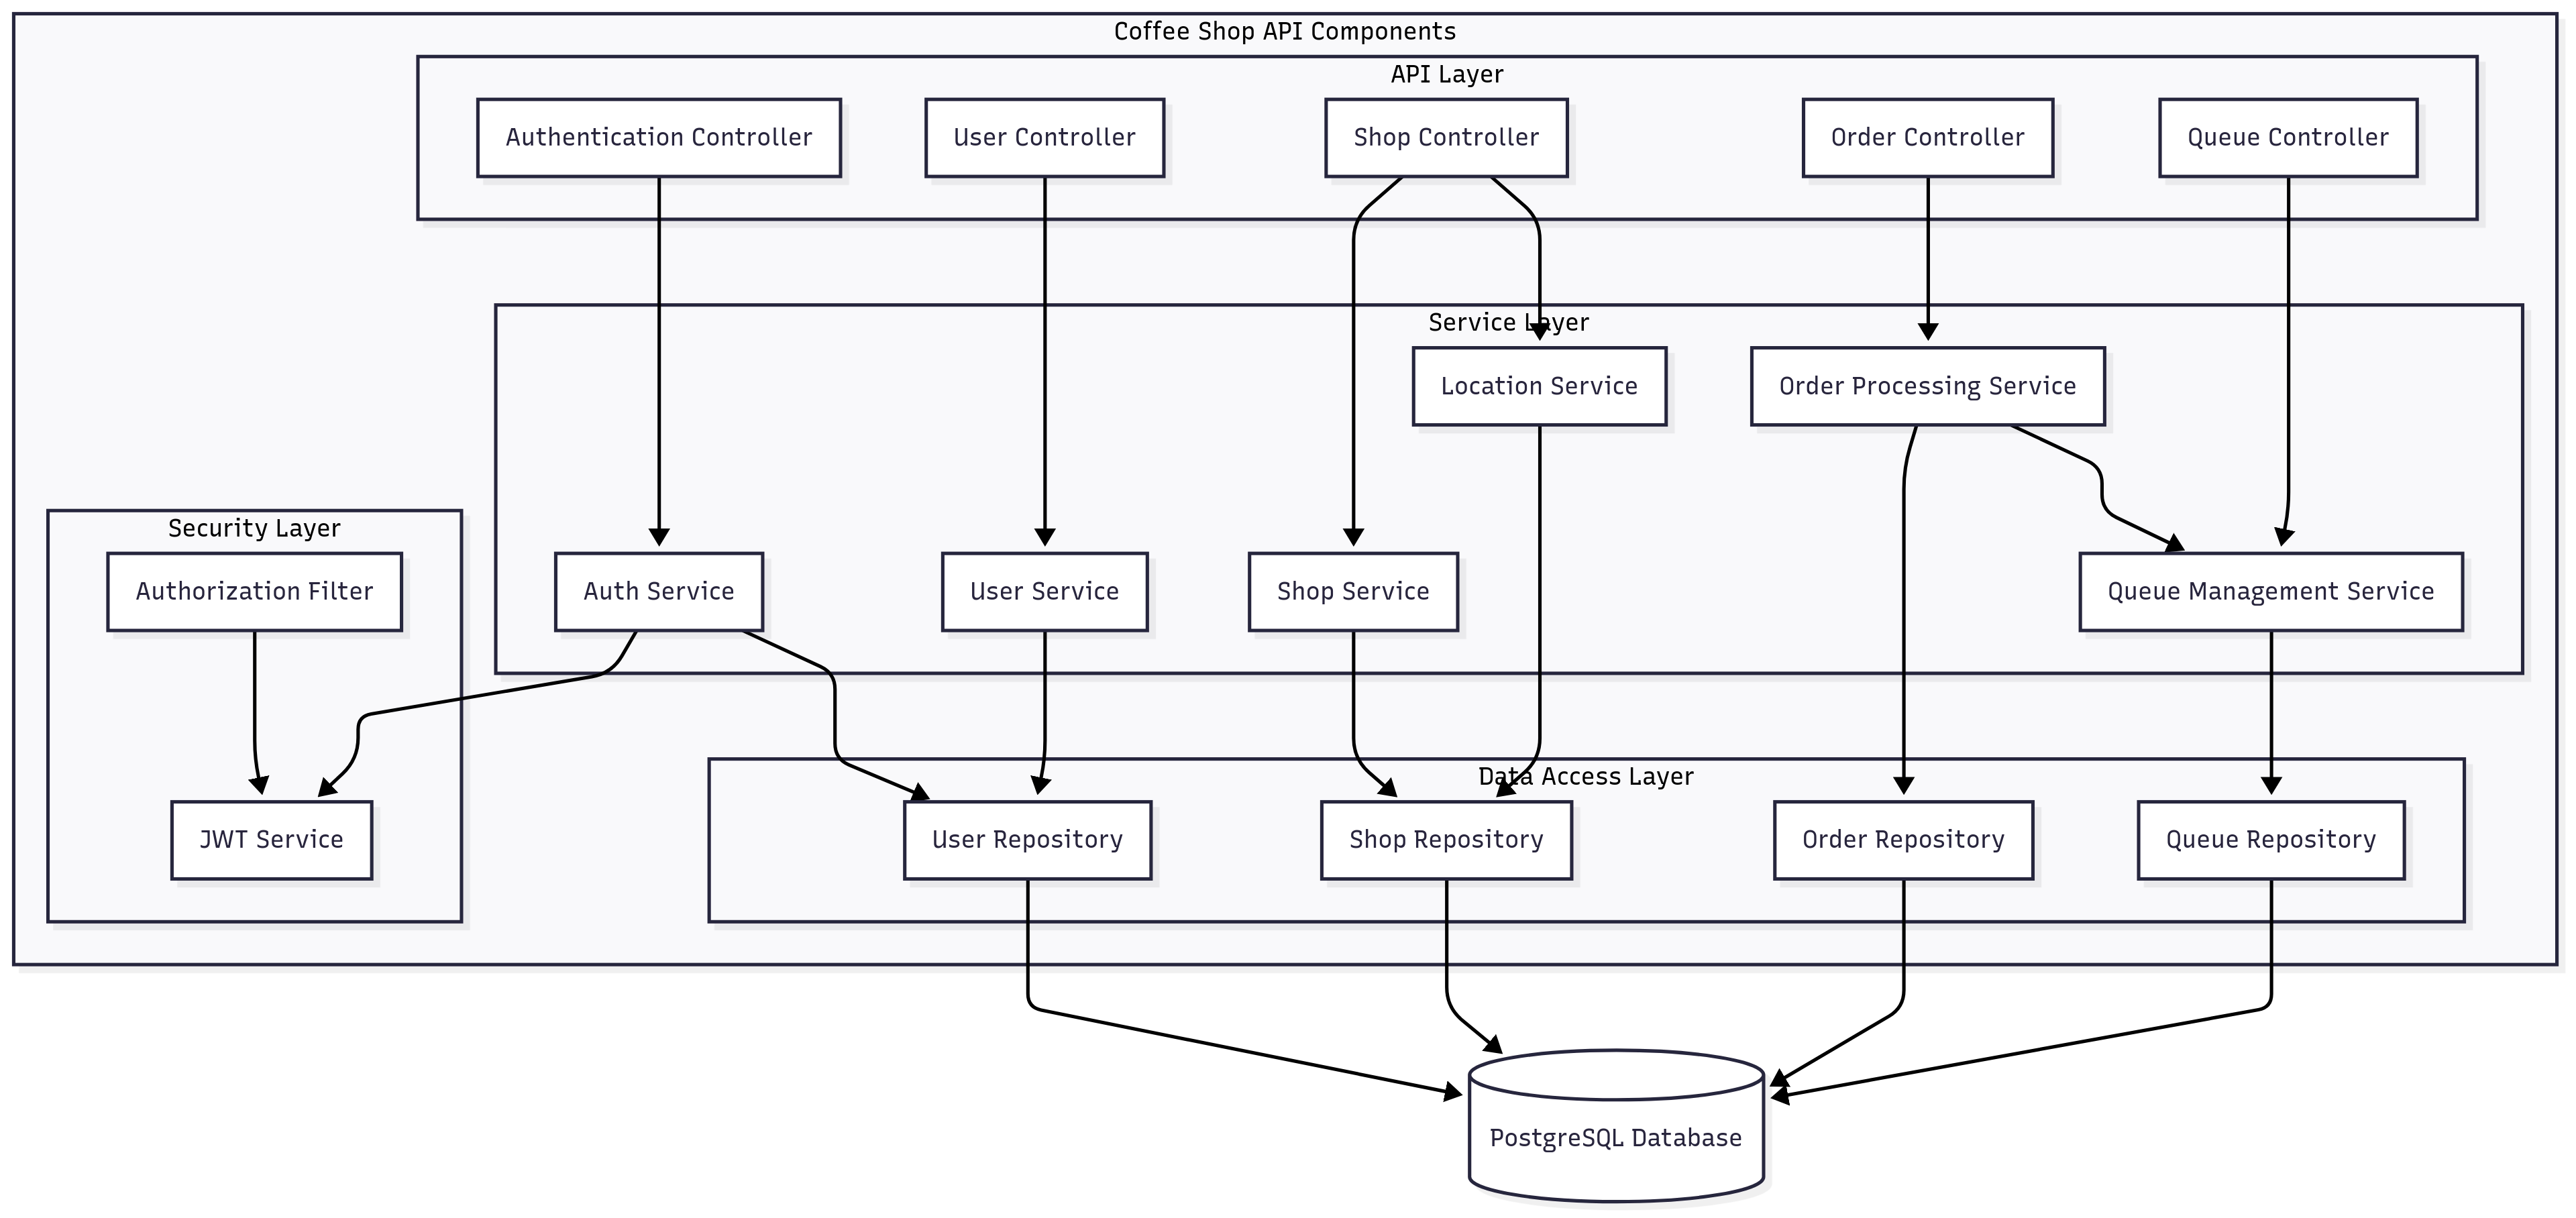 Coffee Shop API Components
API Layer
Authentication Controller
User Controller
Shop Controller
Order Controller
Queue Controller
Service Layer
Location Service
Order Processing Service
Security Layer
Authorization Filter
Auth Service
User Service
Shop Service
Queue Management Service
Data Access Layer
JWT Service
User Repository
Shop Repository
Order Repository
Queue Repository
PostgreSQL Database